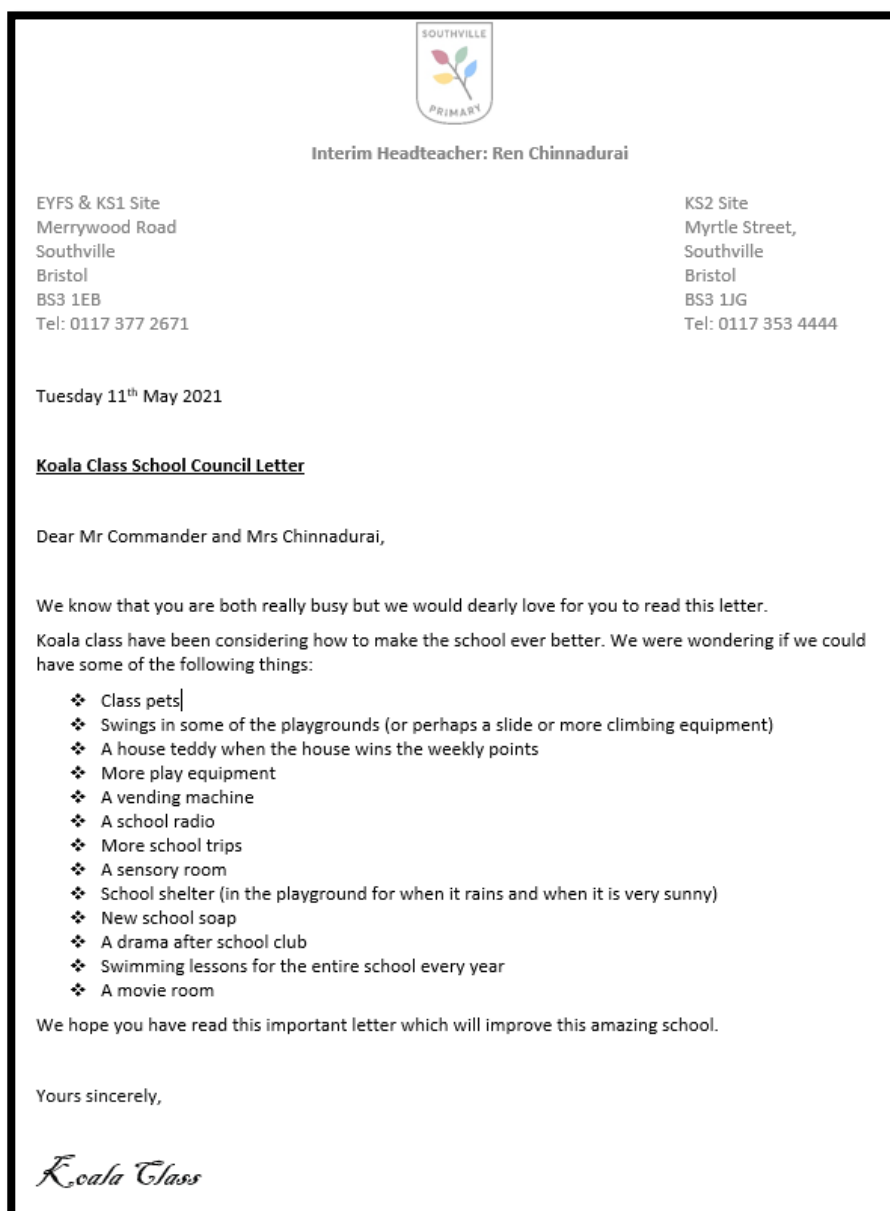 SOUTHVILLE
PRIMARY
Interim Headteacher: Ren Chinnadurai
EYFS & KS1 Site
Merrywood Road
Southville
Bristol
BS3 1EB
Tel: 0117 377 2671
KS2 Site
Myrtle Street,
Southville
Bristol
BS3 1JG
Tel: 0117 353 4444
Tuesday 11th May 2021
Koala Class School Council Letter
Dear Mr Commander and Mrs Chinnadurai,
We know that you are both really busy but we would dearly love for you to read this letter.
Koala class have been considering how to make the school ever better. We were wondering if we could
have some of the following things:
❖ Class pets
❖ Swings in some of the playgrounds (or perhaps a slide or more climbing equipment)
❖ A house teddy when the house wins the weekly points
❖ More play equipment
❖ A vending machine
❖ A school radio
❖ More school trips
❖ A sensory room
❖ School shelter (in the playground for when it rains and when it is very sunny)
❖ New school soap
❖ A drama after school club
❖ Swimming lessons for the entire school every year
❖ A movie room
We hope you have read this important letter which will improve this amazing school.
Yours sincerely,
Koala Class